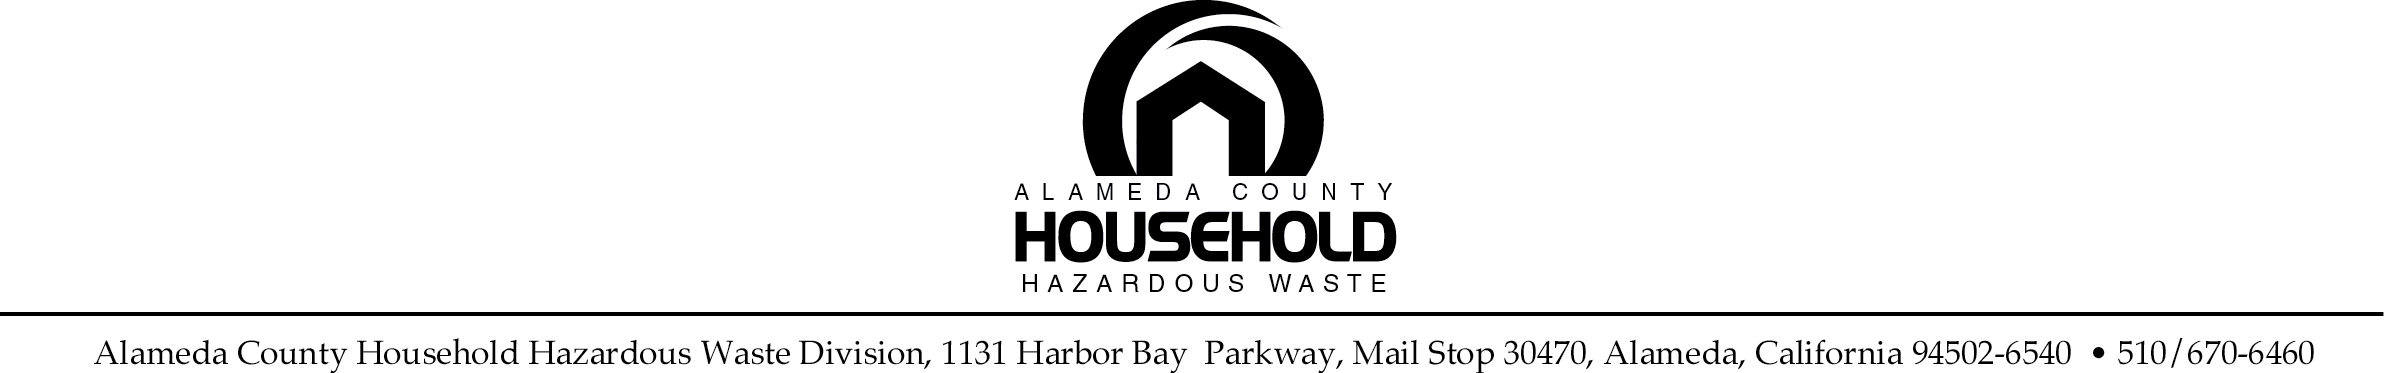 ALAMEDA COUNTY
HOUSEHOLD
HAZARDOUS WASTE
Alameda County Household Hazardous Waste Division, 1131 Harbor Bay Parkway, Mail Stop 30470, Alameda, California 94502-6540 • 510/670-6460